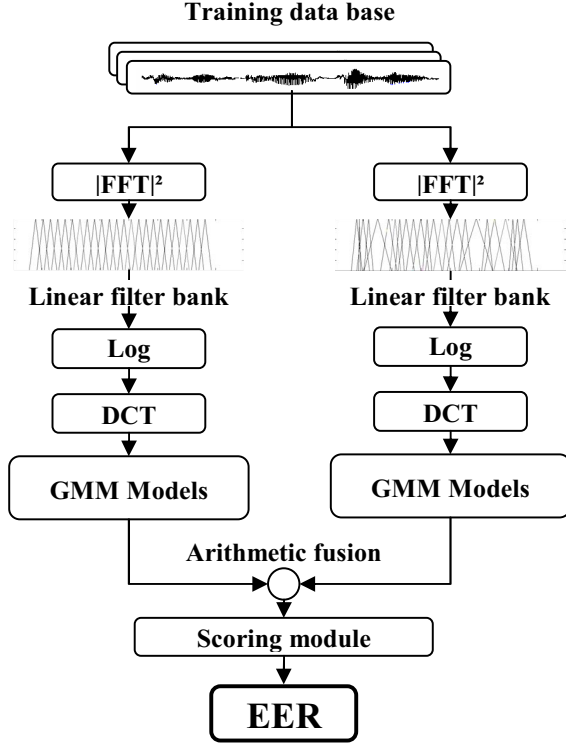 Training data base
|FFT|²
|FFT|²
Linear filter bank
Linear filter bank
Log
Log
DCT
DCT
GMM Models
GMM Models
Arithmetic fusion
Scoring module
EER